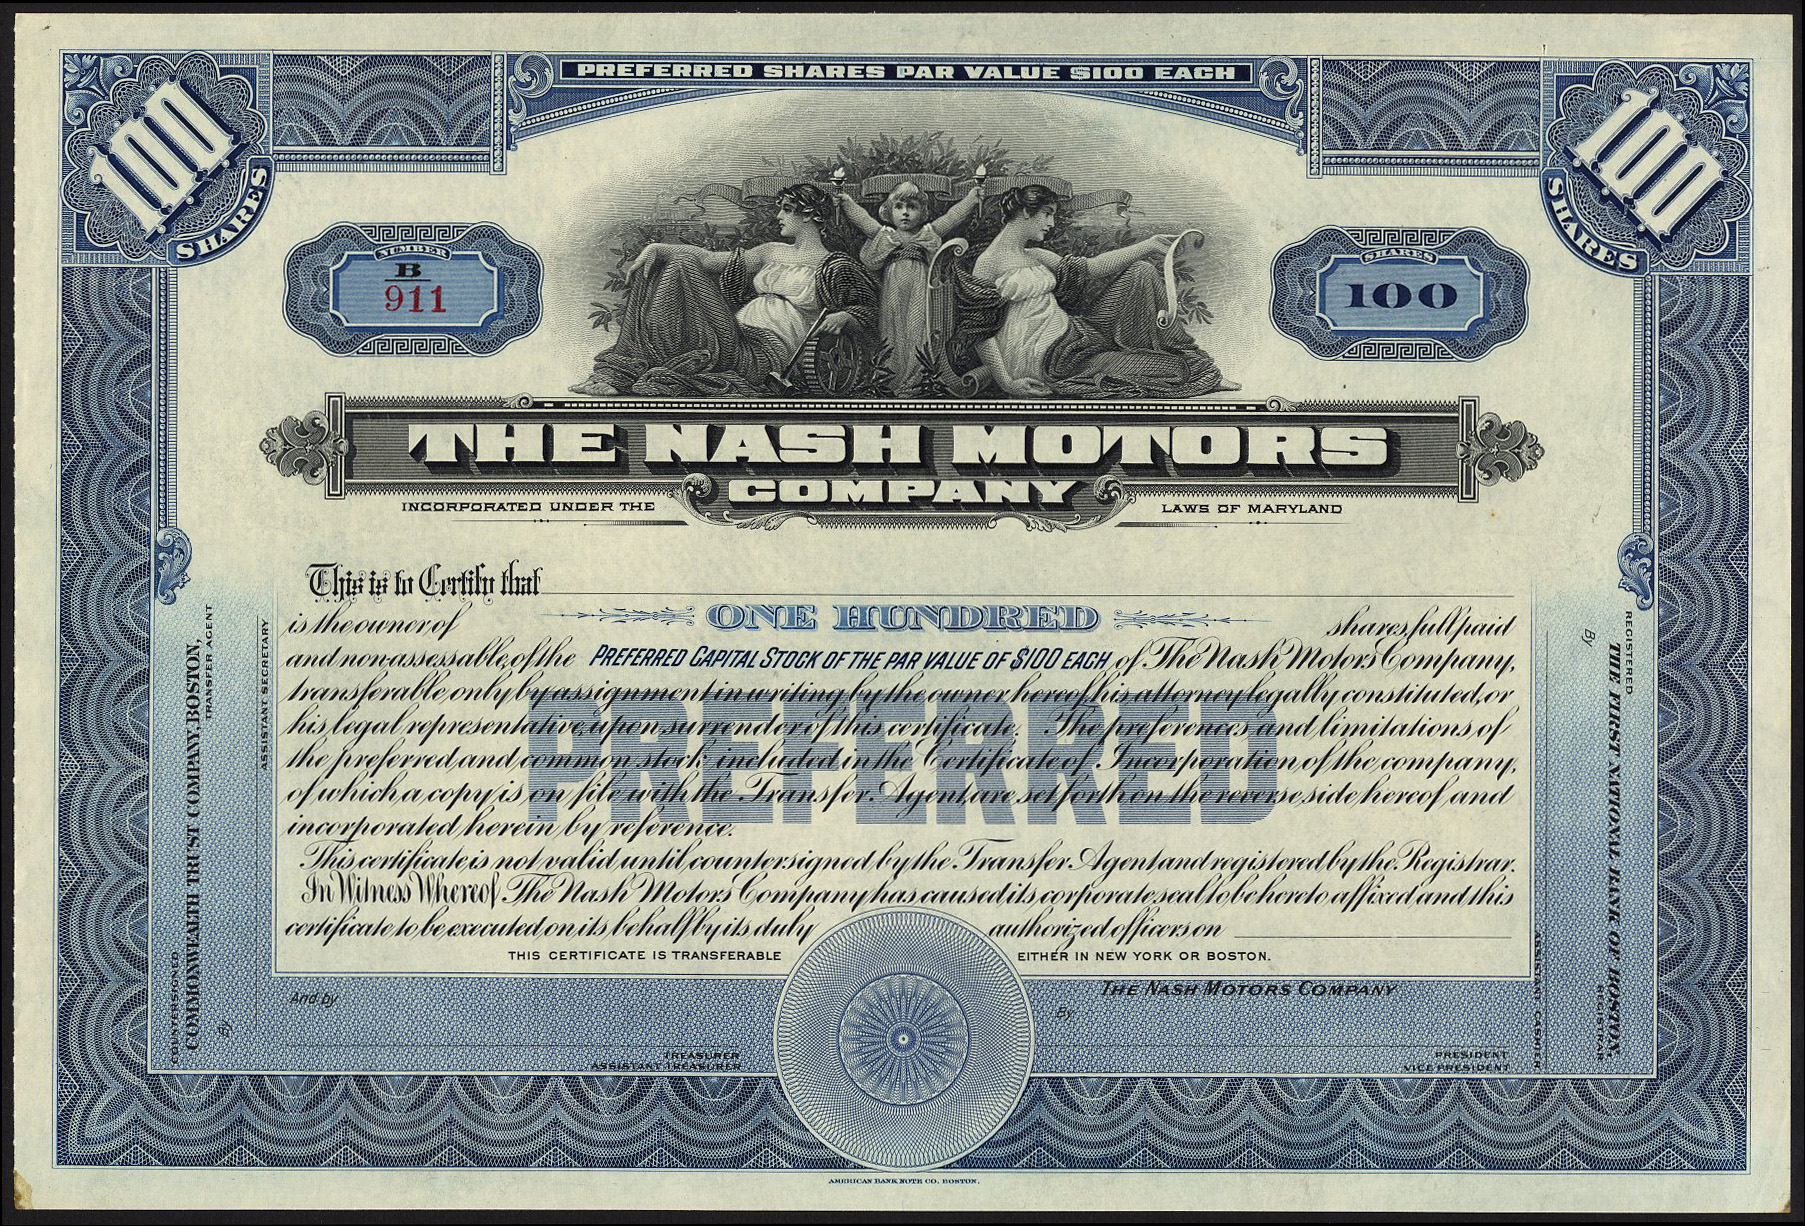 PREFERRED SHARES PAR VALUE $100 EACH
100
SHARES
100
SHARES
NUMBER
B
911
SHARES
100
THE NASH MOTORS
COMPANY
INCORPORATED UNDER THE LAWS OF MARYLAND
This is to Certify that
is the owner of ONE HUNDRED shares, full paid
and non-assessable, of the PREFERRED CAPITAL STOCK OF THE PAR VALUE OF $100 EACH of The Nash Motors Company,
transferable only by assignment in writing by the owner hereof, his attorney legally constituted, or
his legal representative, upon surrender of this certificate. The preferences and limitations of
the preferred and common stock included in the Certificate of Incorporation of the company,
of which a copy is on file with the Transfer Agent, are set forth on the reverse side hereof and
incorporated herein by reference.
PREFERRED
This certificate is not valid until countersigned by the Transfer Agent and registered by the Registrar.
In Witness Whereof, The Nash Motors Company has caused its corporate seal to be hereto affixed and this
certificate to be executed on its behalf by its duly authorized officers on
THIS CERTIFICATE IS TRANSFERABLE EITHER IN NEW YORK OR BOSTON.
And by
TREASURER
ASSISTANT TREASURER
THE NASH MOTORS COMPANY
By
PRESIDENT
VICE PRESIDENT
COUNTERSIGNED
COMMONWEALTH TRUST COMPANY, BOSTON,
TRANSFER AGENT
By
ASSISTANT SECRETARY
REGISTERED
THE FIRST NATIONAL BANK OF BOSTON,
REGISTRAR
By
ASSISTANT CASHIER
AMERICAN BANK NOTE CO. BOSTON.